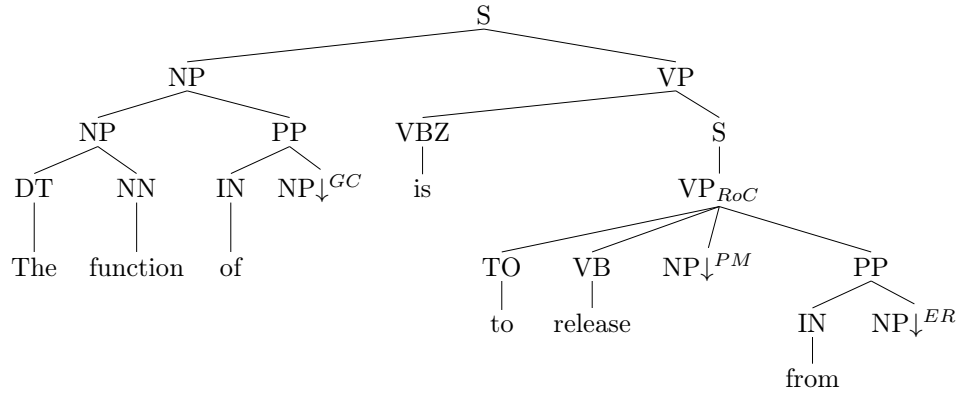 S
NP VP
NP PP VBZ S
DT NN IN NP↓GC is VP_RoC
The function of TO VB NP↓PM PP
to release IN NP↓ER
from